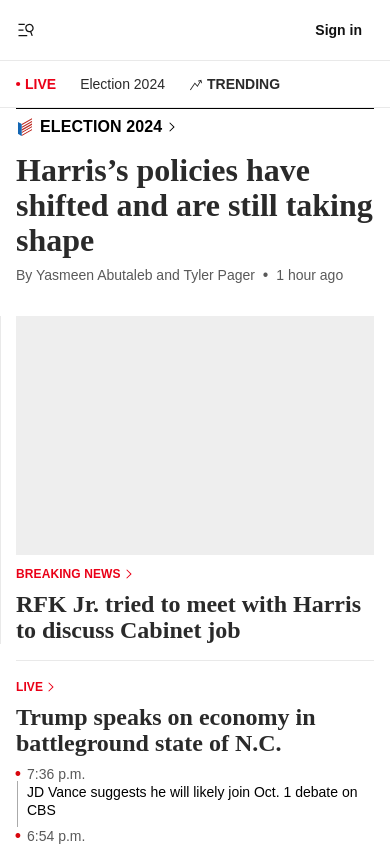 Sign in
LIVE
Election 2024
TRENDING
ELECTION 2024
Harris’s policies have
shifted and are still taking
shape
By Yasmeen Abutaleb and Tyler Pager • 1 hour ago
BREAKING NEWS
RFK Jr. tried to meet with Harris
to discuss Cabinet job
LIVE
Trump speaks on economy in
battleground state of N.C.
7:36 p.m.
JD Vance suggests he will likely join Oct. 1 debate on
CBS
6:54 p.m.